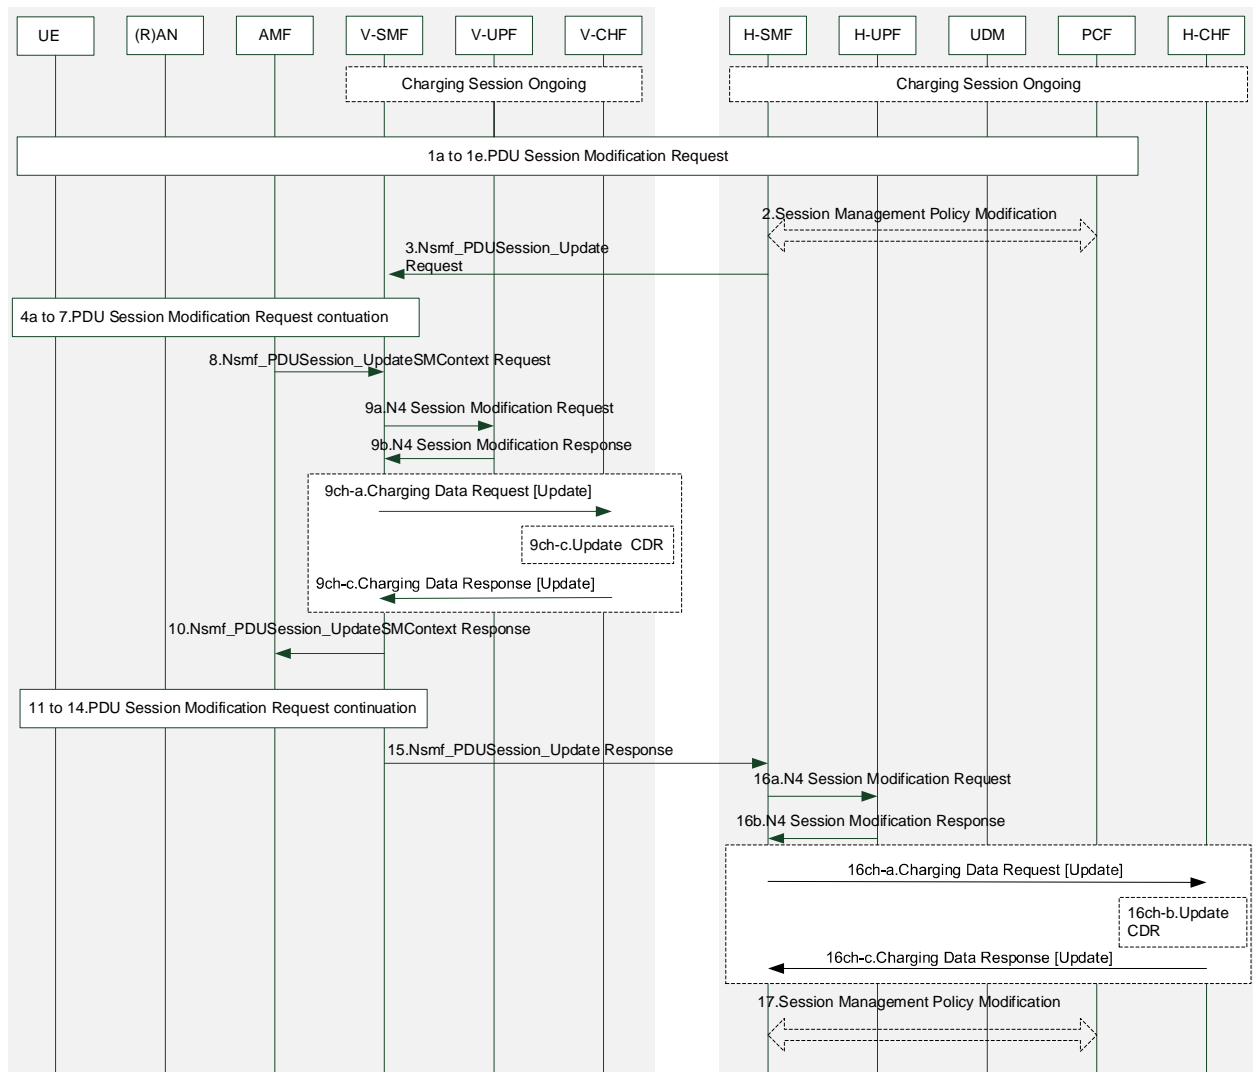 UE
(R)AN
AMF
V-SMF
V-UPF
V-CHF
H-SMF
H-UPF
UDM
PCF
H-CHF
Charging Session Ongoing
Charging Session Ongoing
1a to 1e.PDU Session Modification Request
2.Session Management Policy Modification
3.Nsmf_PDUSession_Update
Request
4a to 7.PDU Session Modification Request contuation
8.Nsmf_PDUSession_UpdateSMContext Request
9a.N4 Session Modification Request
9b.N4 Session Modification Response
9ch-a.Charging Data Request [Update]
9ch-c.Update CDR
9ch-c.Charging Data Response [Update]
10.Nsmf_PDUSession_UpdateSMContext Response
11 to 14.PDU Session Modification Request continuation
15.Nsmf_PDUSession_Update Response
16a.N4 Session Modification Request
16b.N4 Session Modification Response
16ch-a.Charging Data Request [Update]
16ch-b.Update
CDR
16ch-c.Charging Data Response [Update]
17.Session Management Policy Modification